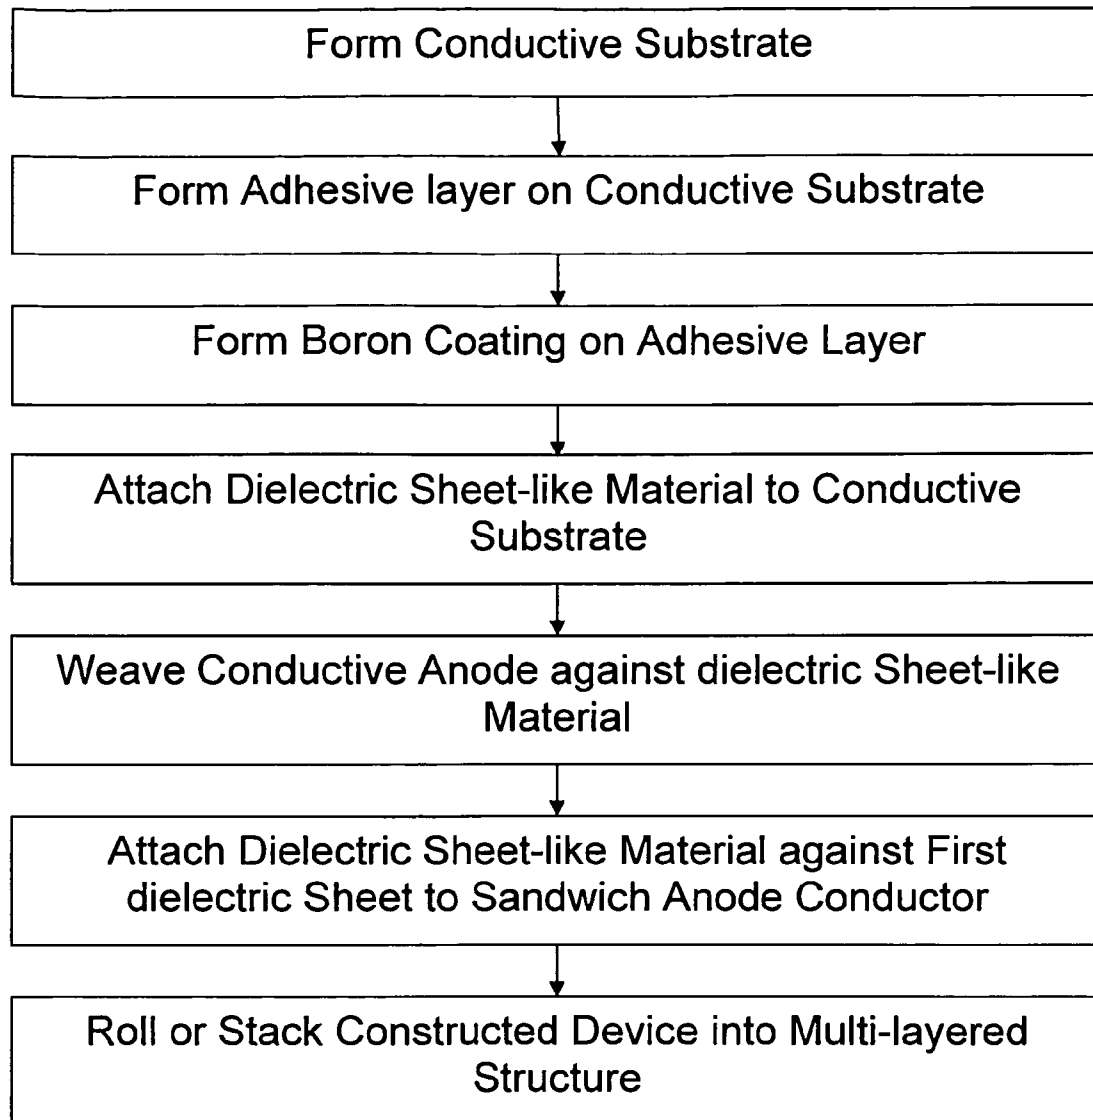 Form Conductive Substrate
Form Adhesive layer on Conductive Substrate
Form Boron Coating on Adhesive Layer
Attach Dielectric Sheet-like Material to Conductive
Substrate
Weave Conductive Anode against dielectric Sheet-like
Material
Attach Dielectric Sheet-like Material against First
dielectric Sheet to Sandwich Anode Conductor
Roll or Stack Constructed Device into Multi-layered
Structure